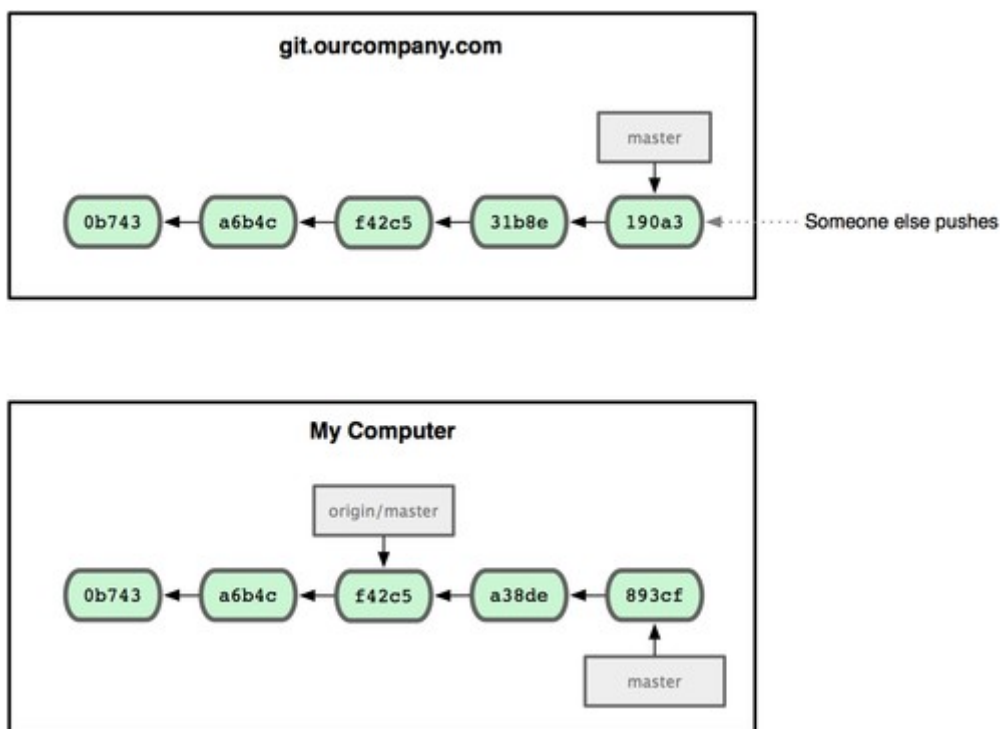 git.ourcompany.com
master
0b743 a6b4c f42c5 31b8e 190a3 Someone else pushes
My Computer
origin/master
0b743 a6b4c f42c5 a38de 893cf
master